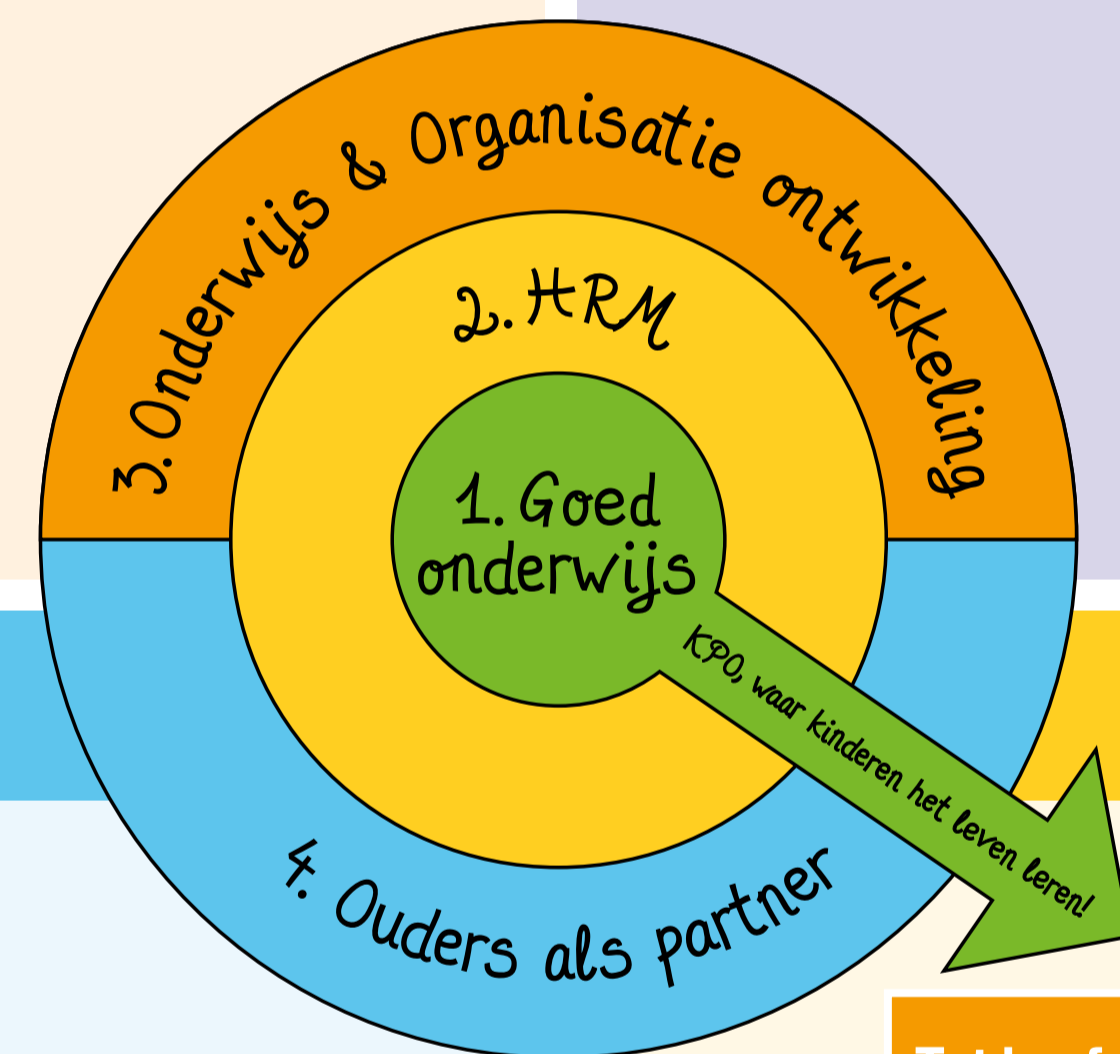 3. Onderwijs & Organisatie ontwikkeling
2. HRM
1. Goed
onderwijs
KPO, waar kinderen het leven leren!
4. Ouders als partner